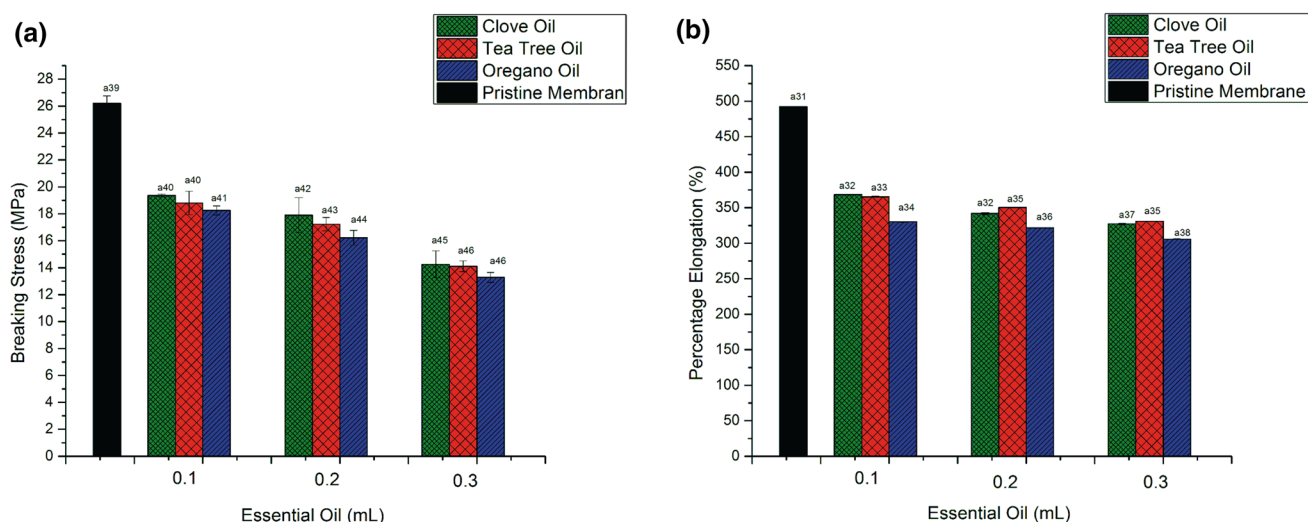 (a)
Clove Oil
Tea Tree Oil
Oregano Oil
Pristine Membran
Breaking Stress (MPa)
28
26
24
22
20
18
16
14
12
10
8
6
4
2
0
a39
a40
a40
a41
a42
a43
a44
a45
a46
a46
0.1
0.2
0.3
Essential Oil (mL)
(b)
Clove Oil
Tea Tree Oil
Oregano Oil
Pristine Membrane
Percentage Elongation (%)
550
500
450
400
350
300
250
200
150
100
50
0
a31
a32
a33
a34
a32
a35
a36
a37
a35
a38
0.1
0.2
0.3
Essential Oil (mL)